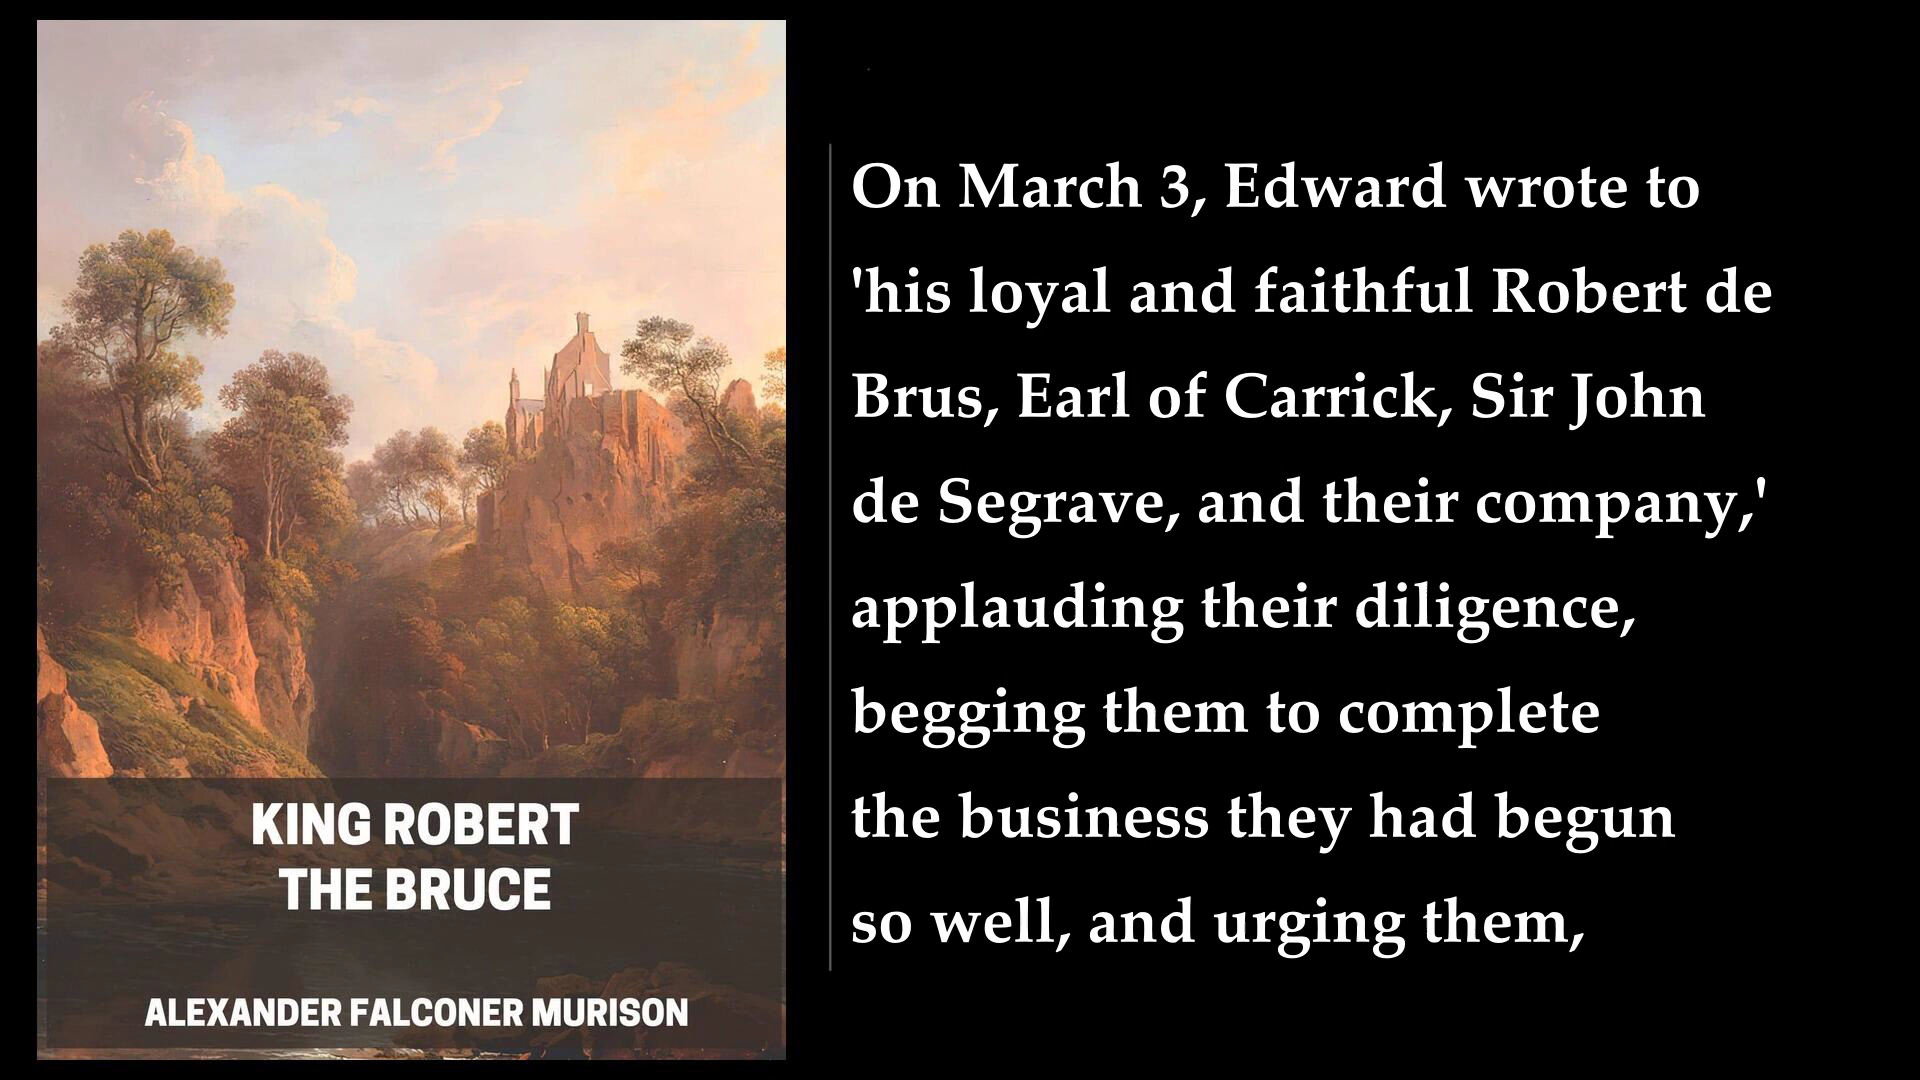 KING ROBERT
THE BRUCE
ALEXANDER FALCONER MURISON
On March 3, Edward wrote to
'his loyal and faithful Robert de
Brus, Earl of Carrick, Sir John
de Segrave, and their company,'
applauding their diligence,
begging them to complete
the business they had begun
so well, and urging them,